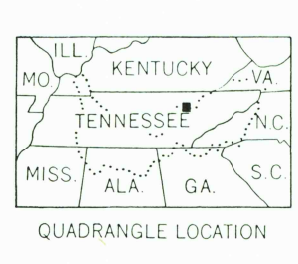 ILL.
KENTUCKY
MO.
VA.
TENNESSEE
N.C.
MISS.
ALA.
GA.
S.C.
QUADRANGLE LOCATION